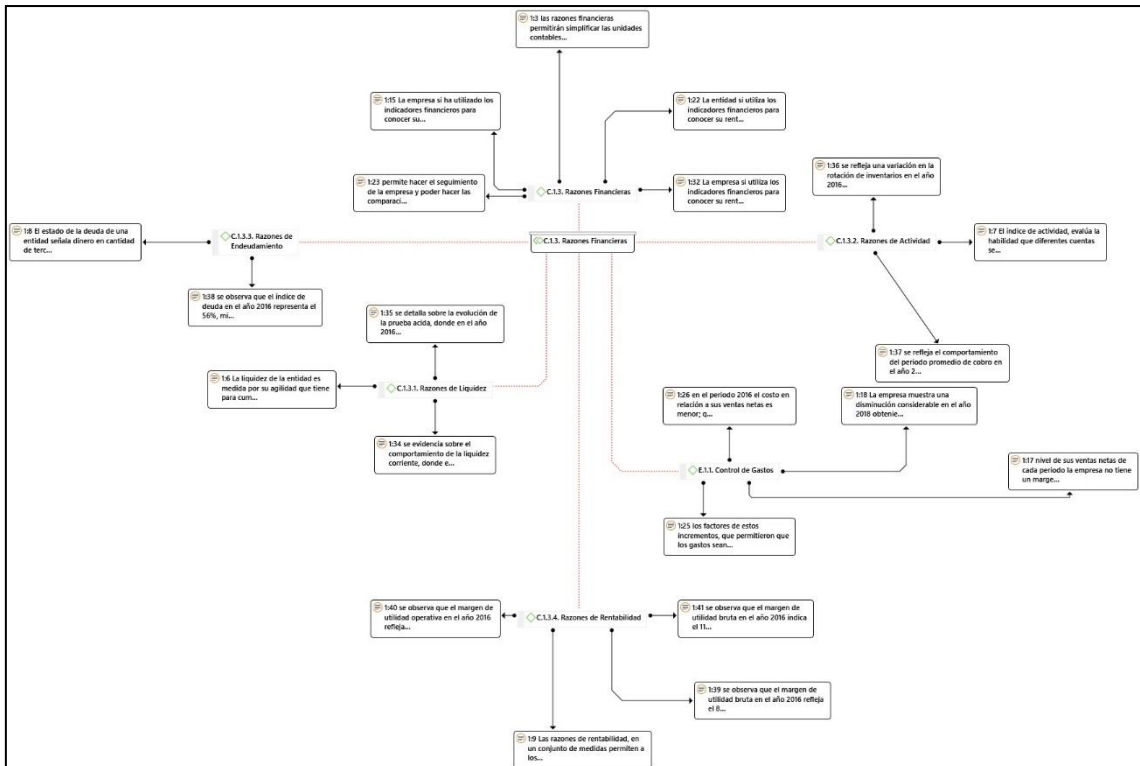 1:3 las razones financieras
permitirán simplificar las unidades
contables...
1:15 La empresa si ha utilizado los
indicadores financieros para
conocer su...
1:22 La entidad si utiliza los
indicadores financieros para
conocer su rent...
1:23 permite hacer el seguimiento
de la empresa y poder hacer las
comparaci...
C.1.3. Razones Financieras
1:32 La empresa si utiliza los
indicadores financieros para
conocer su rent...
1:36 se refleja una variación en la
rotación de inventarios en el año
2016...
1:8 El estado de la deuda de una
entidad señala dinero en cantidad
de terc...
C.1.3.3. Razones de
Endeudamiento
C.1.3. Razones Financieras
C.1.3.2. Razones de Actividad
1:7 El índice de actividad, evalúa la
habilidad que diferentes cuentas
se...
1:38 se observa que el índice de
deuda en el año 2016 representa el
56%, mi...
1:35 se detalla sobre la evolución de
la prueba acida, donde en el año
2016...
1:37 se refleja el comportamiento
del periodo promedio de cobro en
el año 2...
1:6 La liquidez de la entidad es
medida por su agilidad que tiene
para cum...
C.1.3.1. Razones de Liquidez
1:26 en el periodo 2016 el costo en
relación a sus ventas netas es
menor; q...
1:18 La empresa muestra una
disminución considerable en el año
2018 obtenie...
1:34 se evidencia sobre el
comportamiento de la liquidez
corriente, donde e...
E.1.1. Control de Gastos
1:17 nivel de sus ventas netas de
cada periodo la empresa no tiene
un marge...
1:25 los factores de estos
incrementos, que permitieron que
los gastos sean...
1:40 se observa que el margen de
utilidad operativa en el año 2016
refleja...
C.1.3.4. Razones de Rentabilidad
1:41 se observa que el margen de
utilidad bruta en el año 2016 indica
el 11...
1:39 se observa que el margen de
utilidad bruta en el año 2016 refleja
el 8...
1:9 Las razones de rentabilidad, en
un conjunto de medidas permiten a
los...